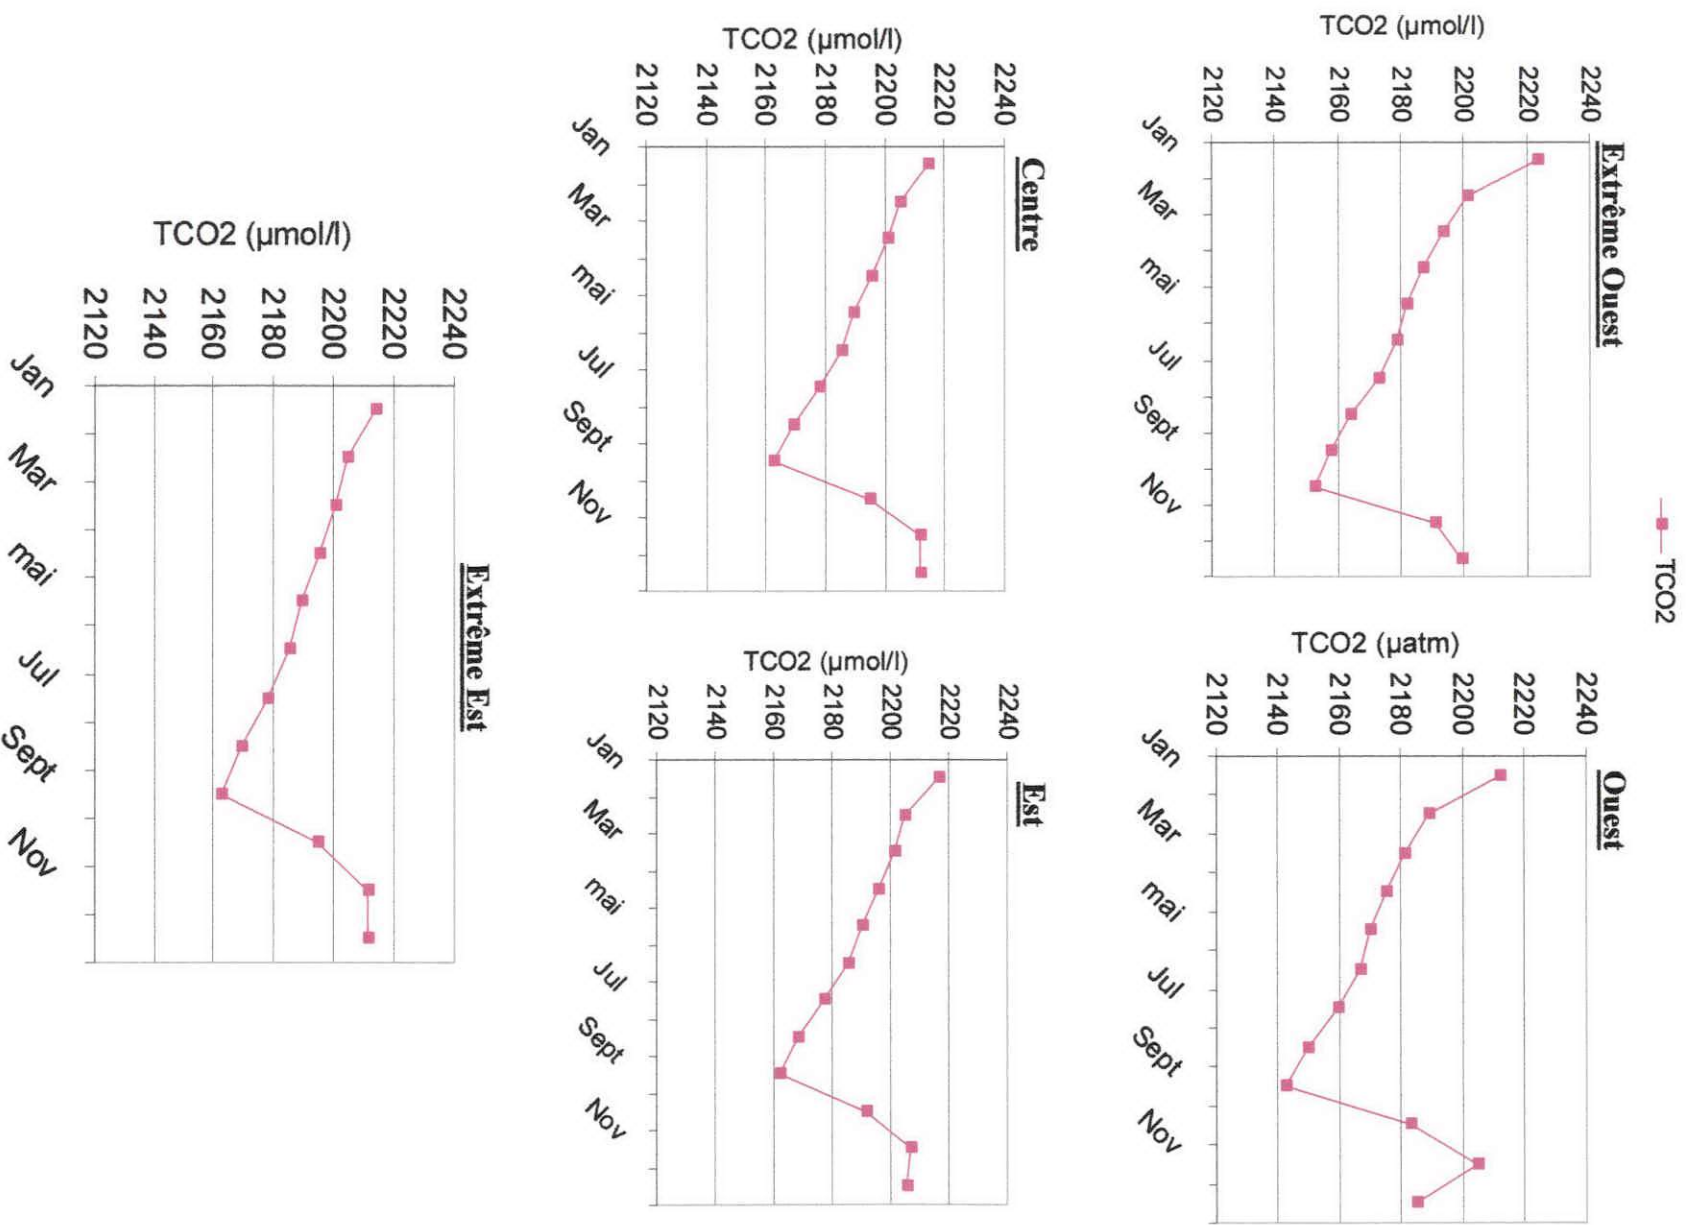 TCO2
Extrême Ouest
TCO2 (µmol/l)
2240
2220
2200
2180
2160
2140
2120
Jan
Mar
mai
Jul
Sept
Nov
Ouest
TCO2 (µatm)
2240
2220
2200
2180
2160
2140
2120
Jan
Mar
mai
Jul
Sept
Nov
Centre
TCO2 (µmol/l)
2240
2220
2200
2180
2160
2140
2120
Jan
Mar
mai
Jul
Sept
Nov
Est
TCO2 (µmol/l)
2240
2220
2200
2180
2160
2140
2120
Jan
Mar
mai
Jul
Sept
Nov
Extrême Est
TCO2 (µmol/l)
2240
2220
2200
2180
2160
2140
2120
Jan
Mar
mai
Jul
Sept
Nov